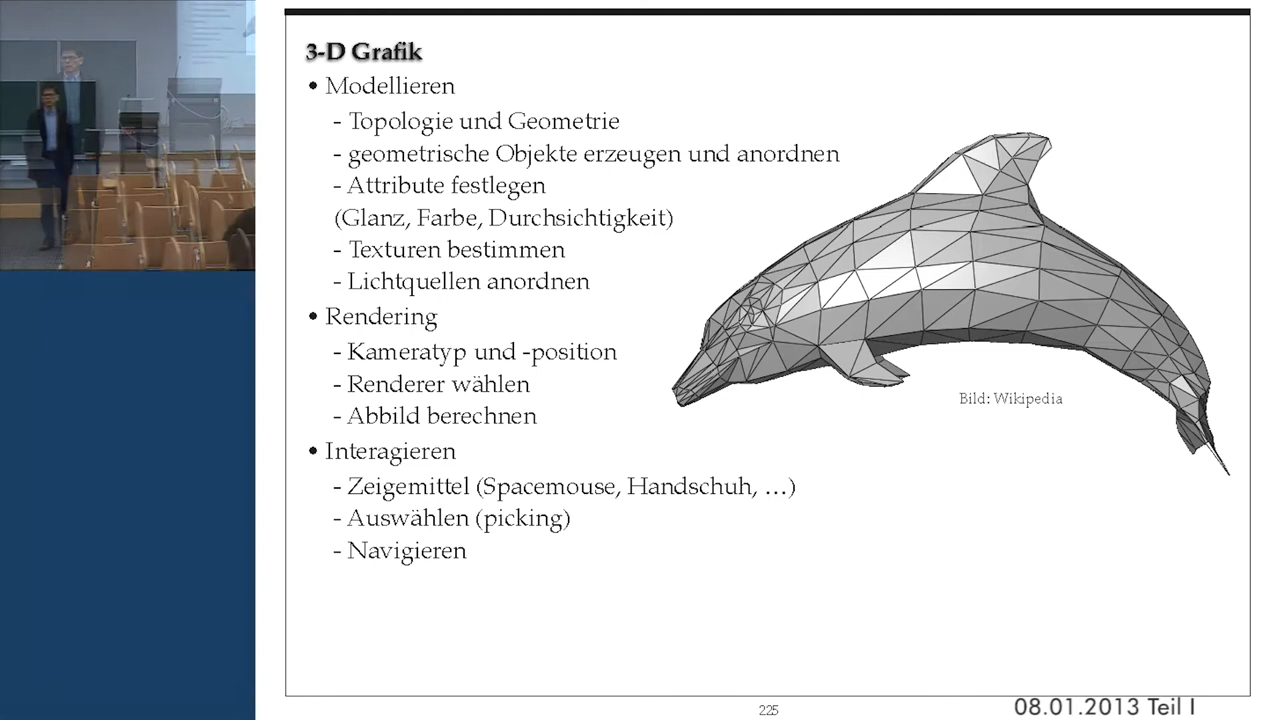 3-D Grafik
• Modellieren
- Topologie und Geometrie
- geometrische Objekte erzeugen und anordnen
- Attribute festlegen
(Glanz, Farbe, Durchsichtigkeit)
- Texturen bestimmen
- Lichtquellen anordnen
• Rendering
- Kameratyp und -position
- Renderer wählen
- Abbild berechnen
• Interagieren
- Zeigemittel (Spacemouse, Handschuh, …)
- Auswählen (picking)
- Navigieren
Bild: Wikipedia
225
08.01.2013 Teil I